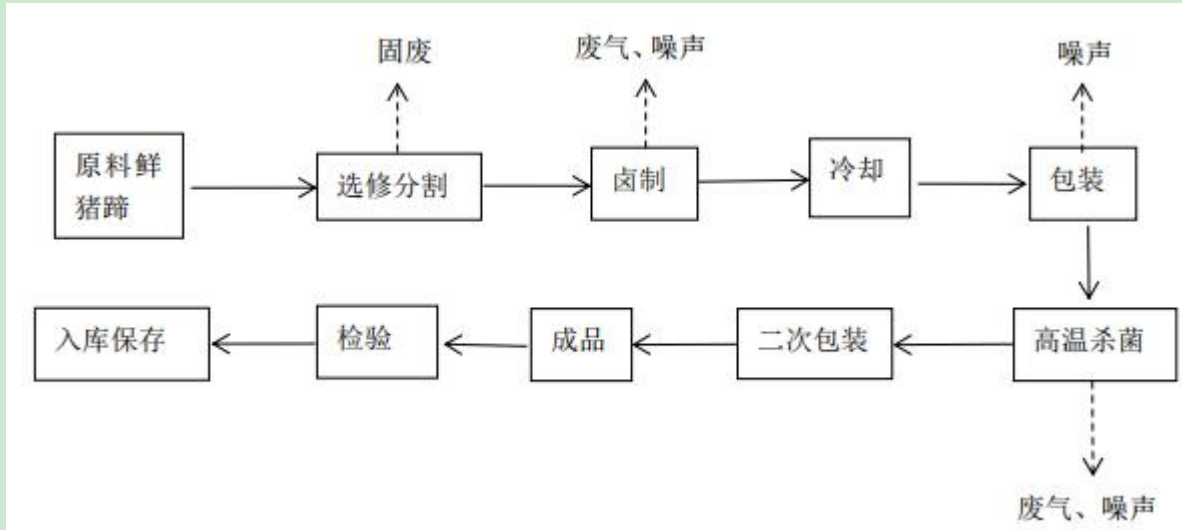 固废
废气、噪声
噪声
原料鲜
猪蹄
选修分割
卤制
冷却
包装
入库保存
检验
成品
二次包装
高温杀菌
废气、噪声